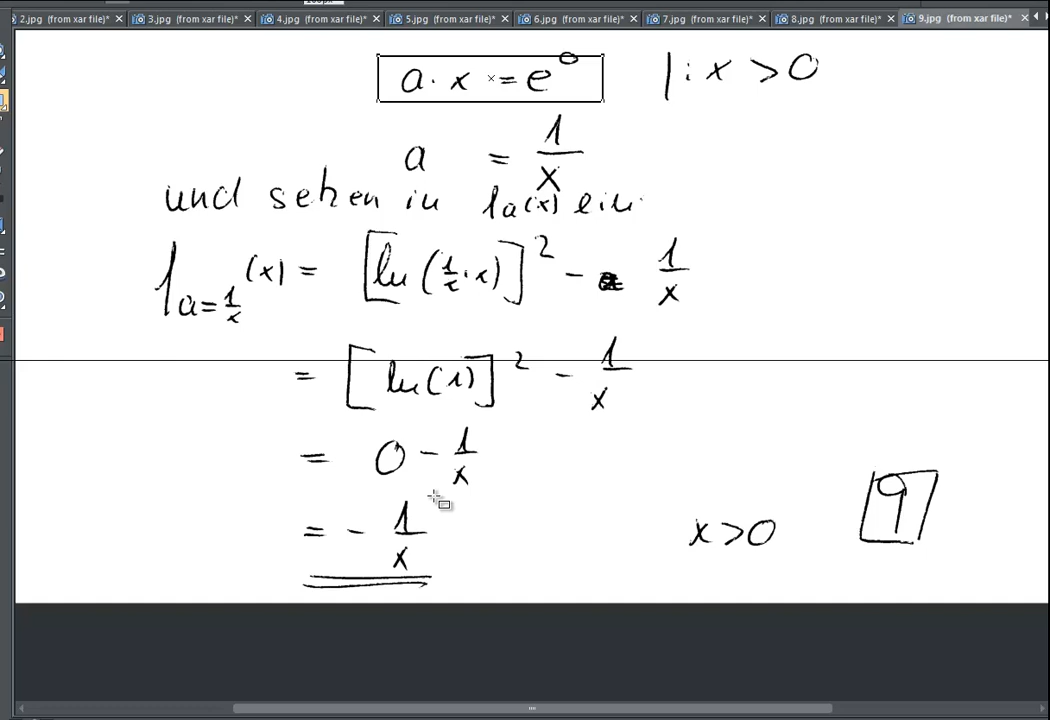 2.jpg (from xar file)* 3.jpg (from xar file)* 4.jpg (from xar file)* 5.jpg (from xar file)* 6.jpg (from xar file)* 7.jpg (from xar file)* 8.jpg (from xar file)* 9.jpg (from xar file)*
a · x = e^0 | : x > 0
a = 1/x
und setzen in f_a(x) ein.
f_{a=1/x}(x) = [ln(1/x · x)]^2 - 1/x
= [ln(1)]^2 - 1/x
= 0 - 1/x
= - 1/x
x > 0
9